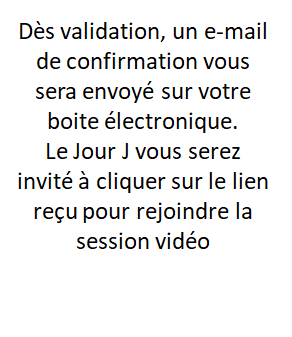 Dès validation, un e-mail
de confirmation vous
sera envoyé sur votre
boite électronique.
Le Jour J vous serez
invité à cliquer sur le lien
reçu pour rejoindre la
session vidéo